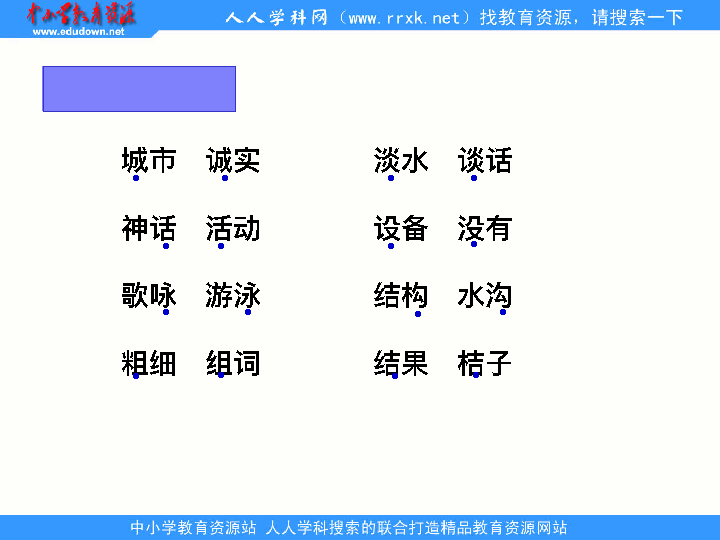 中小学教育资源
www.edudown.net
人人学科网（www.rrxk.net）找教育资源，请搜索一下
城市 诚实 淡水 谈话
神话 活动 设备 没有
歌咏 游泳 结构 水沟
粗细 组词 结果 桔子
中小学教育资源站 人人学科搜索的联合打造精品教育资源网站